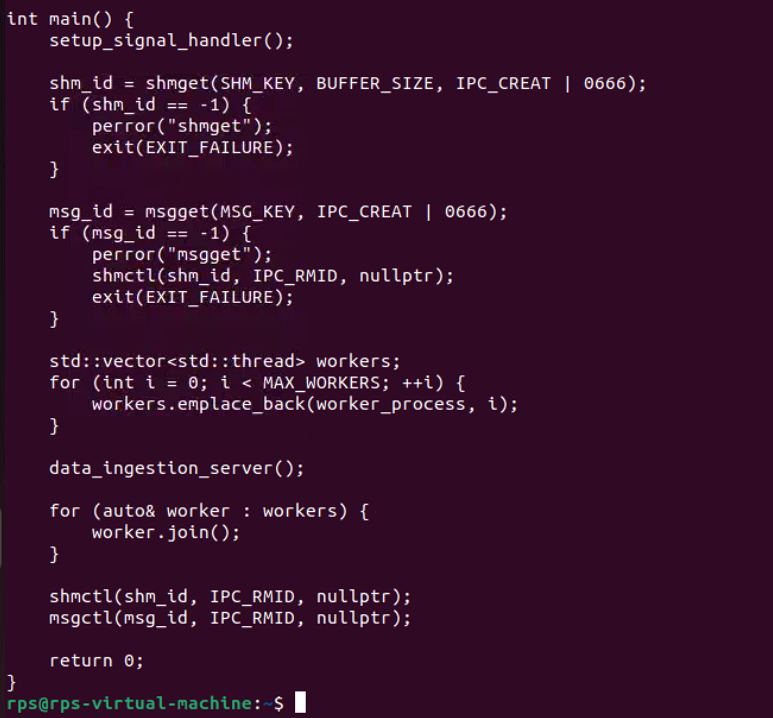 int main() {
    setup_signal_handler();

    shm_id = shmget(SHM_KEY, BUFFER_SIZE, IPC_CREAT | 0666);
    if (shm_id == -1) {
        perror("shmget");
        exit(EXIT_FAILURE);
    }

    msg_id = msgget(MSG_KEY, IPC_CREAT | 0666);
    if (msg_id == -1) {
        perror("msgget");
        shmctl(shm_id, IPC_RMID, nullptr);
        exit(EXIT_FAILURE);
    }

    std::vector<std::thread> workers;
    for (int i = 0; i < MAX_WORKERS; ++i) {
        workers.emplace_back(worker_process, i);
    }

    data_ingestion_server();

    for (auto& worker : workers) {
        worker.join();
    }

    shmctl(shm_id, IPC_RMID, nullptr);
    msgctl(msg_id, IPC_RMID, nullptr);

    return 0;
}
rps@rps-virtual-machine:~$